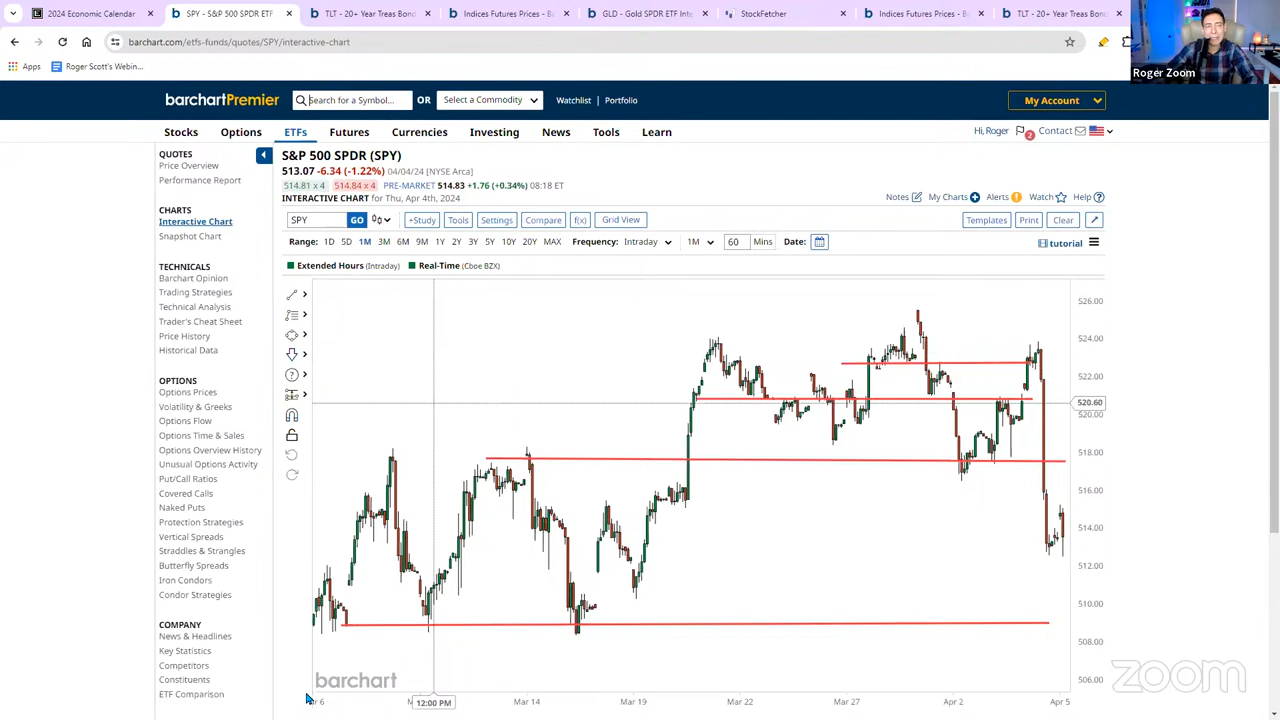 2024 Economic Calendar
SPY - S&P 500 SPDR ETF
TLT - 20+ Year Treas Bond
Indices Futures Prices - B
GLD - Gold SPDR ETF Inte
StockFetcher
Indices Futures Prices - B
TLT - 20+ Year Treas Bond
barchart.com/etfs-funds/quotes/SPY/interactive-chart
Apps
Roger Scott's Webin...
Roger Zoom
barchartPremier
Search for a Symbol...
OR
Select a Commodity
Watchlist | Portfolio
My Account
Stocks Options ETFs Futures Currencies Investing News Tools Learn
Hi, Roger 2 Contact
QUOTES
Price Overview
Performance Report
CHARTS
Interactive Chart
Snapshot Chart
TECHNICALS
Barchart Opinion
Trading Strategies
Technical Analysis
Trader's Cheat Sheet
Price History
Historical Data
OPTIONS
Options Prices
Volatility & Greeks
Options Flow
Options Time & Sales
Options Overview History
Unusual Options Activity
Put/Call Ratios
Covered Calls
Naked Puts
Protection Strategies
Vertical Spreads
Straddles & Strangles
Butterfly Spreads
Iron Condors
Condor Strategies
COMPANY
News & Headlines
Key Statistics
Competitors
Constituents
ETF Comparison
S&P 500 SPDR (SPY)
513.07 -6.34 (-1.22%) 04/04/24 [NYSE Arca]
514.81 x 4 514.84 x 4 PRE-MARKET 514.83 +1.76 (+0.34%) 08:18 ET
INTERACTIVE CHART for Thu, Apr 4th, 2024
Notes My Charts Alerts Watch Help
SPY GO +Study Tools Settings Compare f(x) Grid View
Templates Print Clear
Range: 1D 5D 1M 3M 6M 9M 1Y 2Y 3Y 5Y 10Y 20Y MAX Frequency: Intraday 1M 60 Mins Date:
tutorial
Extended Hours (Intraday) Real-Time (Cboe BZX)
526.00
524.00
522.00
520.60
520.00
518.00
516.00
514.00
512.00
510.00
508.00
506.00
barchart
12:00 PM Mar 14 Mar 19 Mar 22 Mar 27 Apr 2 Apr 5
zoom